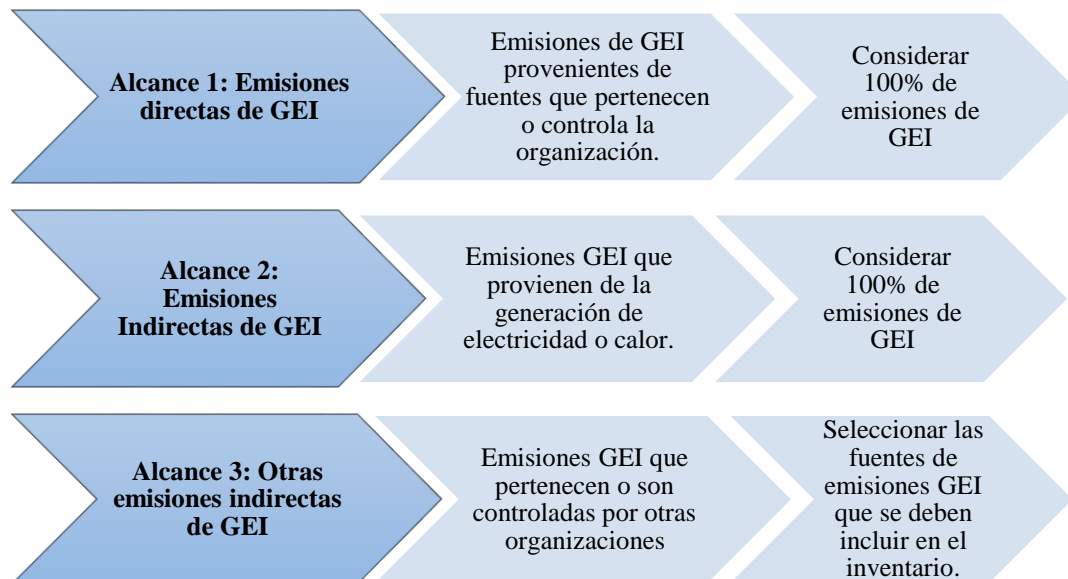 Alcance 1: Emisiones
directas de GEI
Emisiones de GEI
provenientes de
fuentes que pertenecen
o controla la
organización.
Considerar
100% de
emisiones de
GEI
Alcance 2:
Emisiones
Indirectas de GEI
Emisiones GEI que
provienen de la
generación de
electricidad o calor.
Considerar
100% de
emisiones de
GEI
Alcance 3: Otras
emisiones indirectas
de GEI
Emisiones GEI que
pertenecen o son
controladas por otras
organizaciones
Seleccionar las
fuentes de
emisiones GEI
que se deben
incluir en el
inventario.